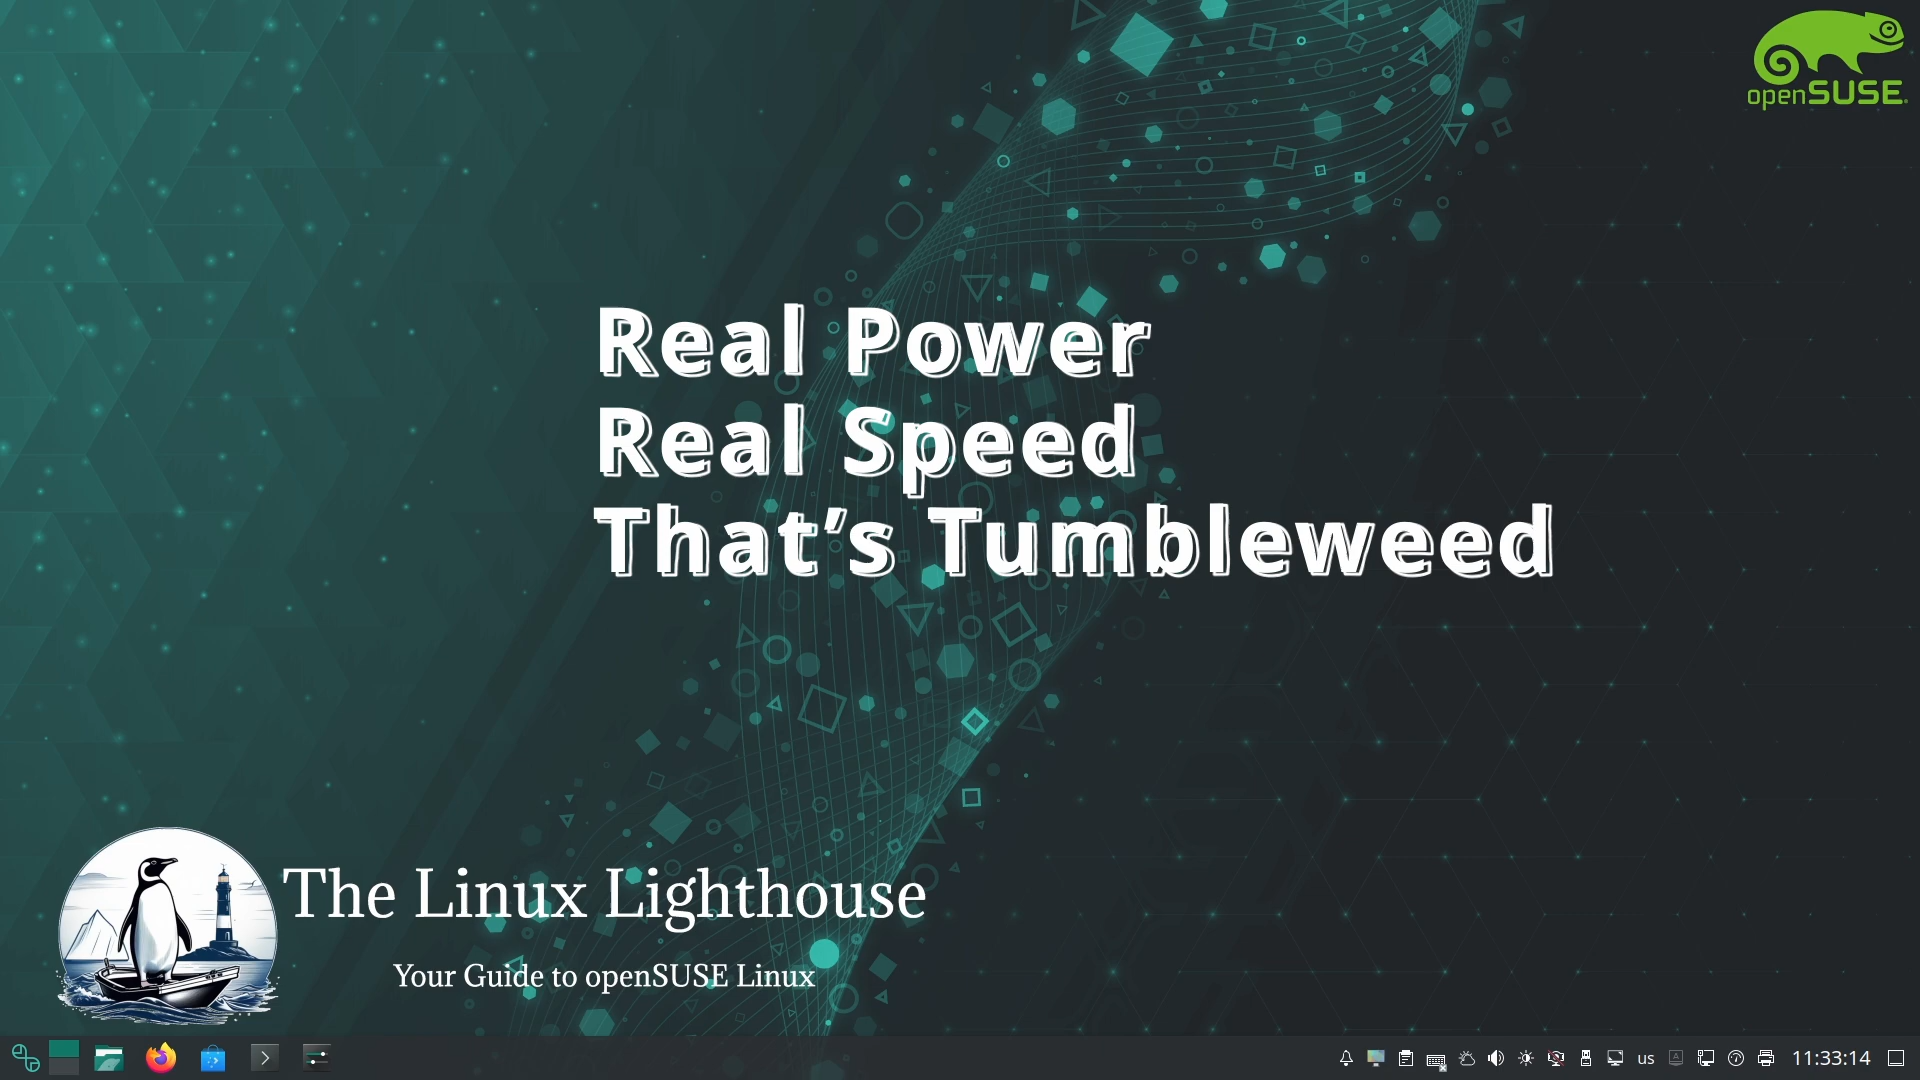 openSUSE
Real Power
Real Speed
That’s Tumbleweed
The Linux Lighthouse
Your Guide to openSUSE Linux
us
A
11:33:14